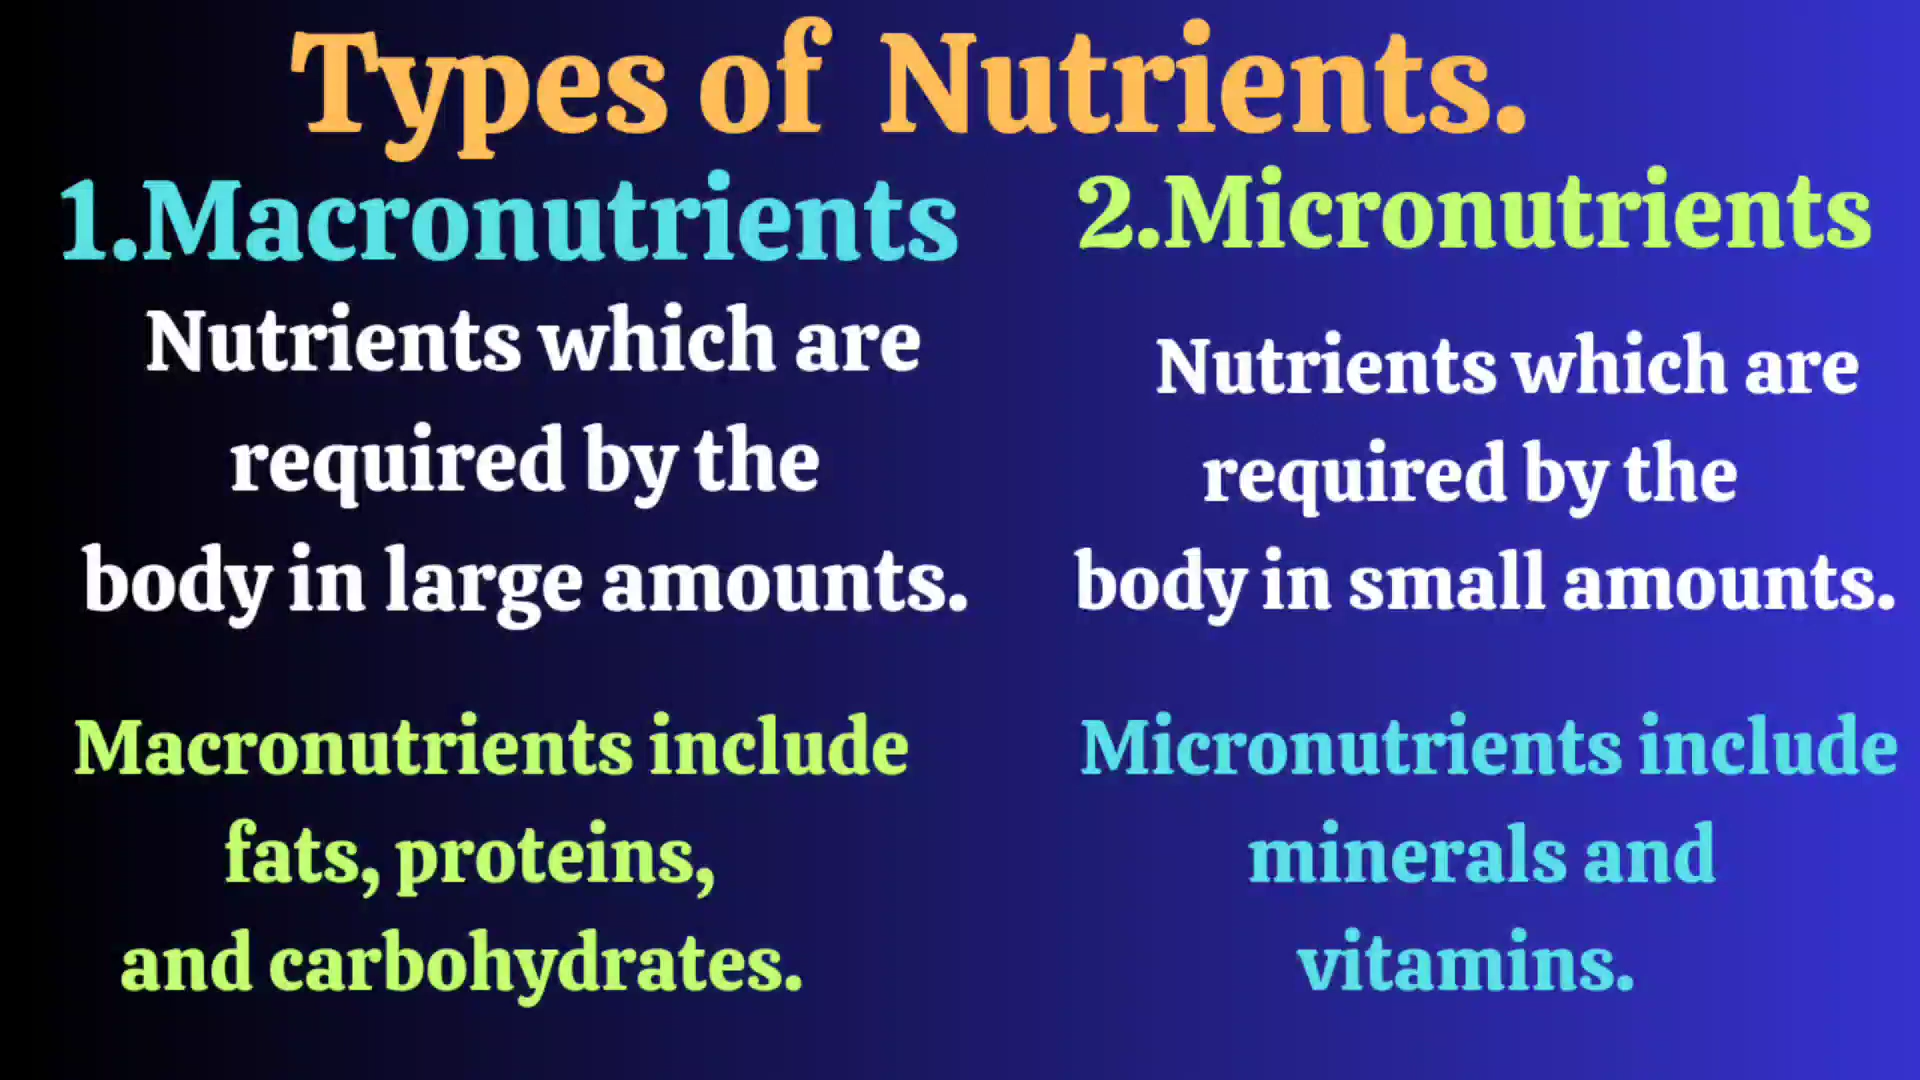 Types of Nutrients.
1.Macronutrients
Nutrients which are
required by the
body in large amounts.
Macronutrients include
fats, proteins,
and carbohydrates.
2.Micronutrients
Nutrients which are
required by the
body in small amounts.
Micronutrients include
minerals and
vitamins.